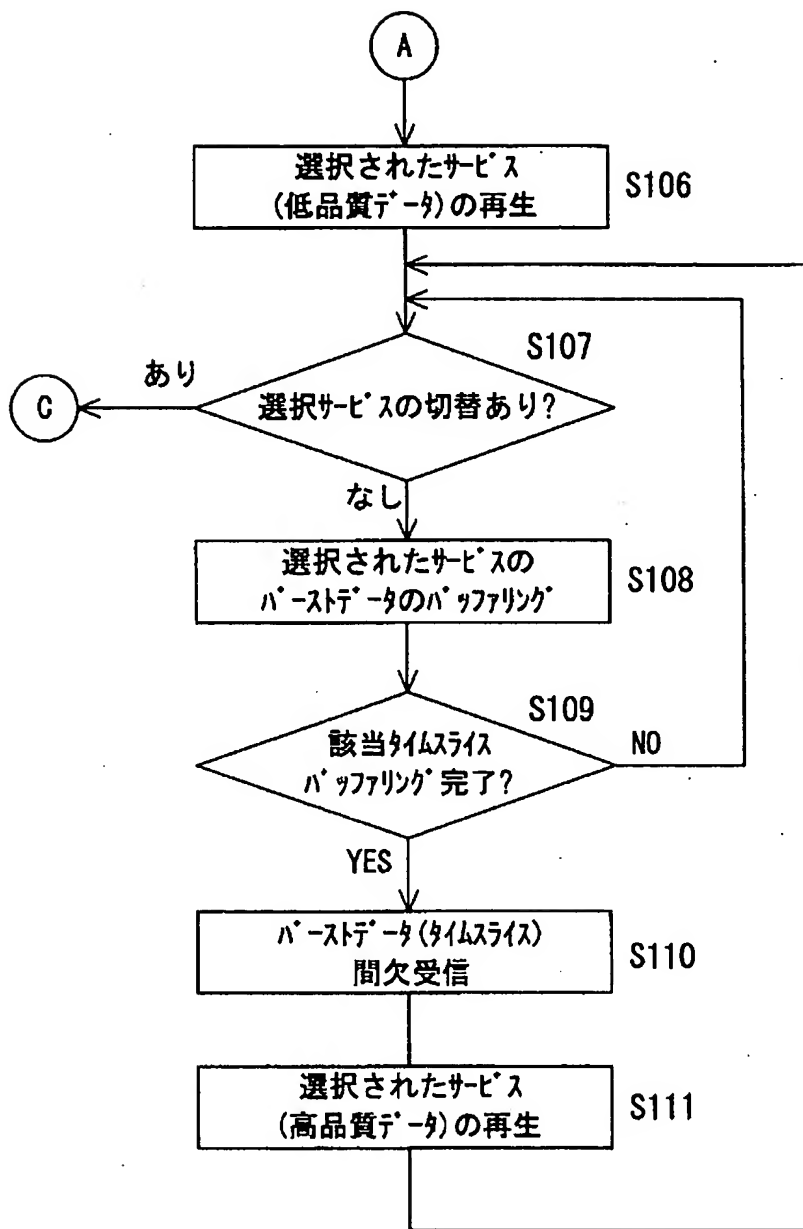 A
選択されたサービス
(低品質データ)の再生
S106
S107
あり
C
選択サービスの切替あり?
なし
選択されたサービスの
バーストデータのバッファリング
S108
S109
該当タイムスライス
バッファリング完了?
NO
YES
バーストデータ(タイムスライス)
間欠受信
S110
選択されたサービス
(高品質データ)の再生
S111